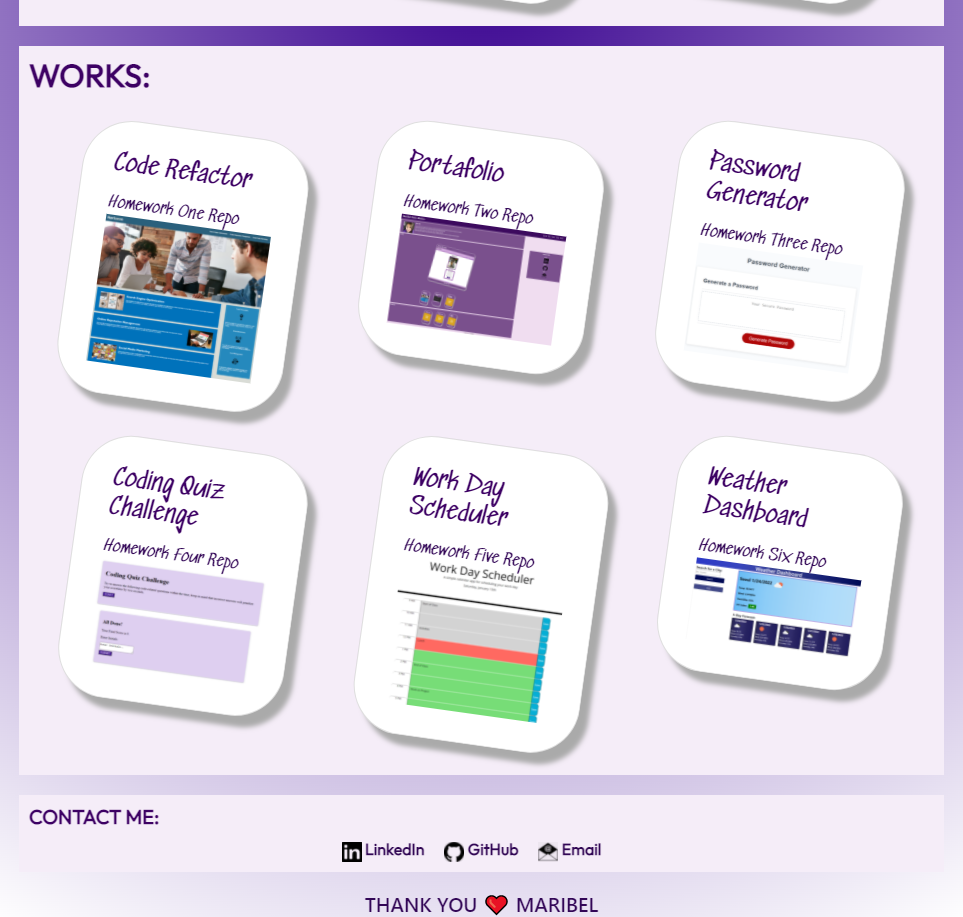 WORKS:
Code Refactor
Homework One Repo
Portafolio
Homework Two Repo
Password
Generator
Homework Three Repo
Password Generator
Generate a Password
Your Secure Password
Generate Password
Coding Quiz
Challenge
Homework Four Repo
Coding Quiz Challenge
All Done!
Work Day
Scheduler
Homework Five Repo
Work Day Scheduler
Weather
Dashboard
Homework Six Repo
Weather Dashboard
CONTACT ME:
LinkedIn GitHub Email
THANK YOU ❤ MARIBEL